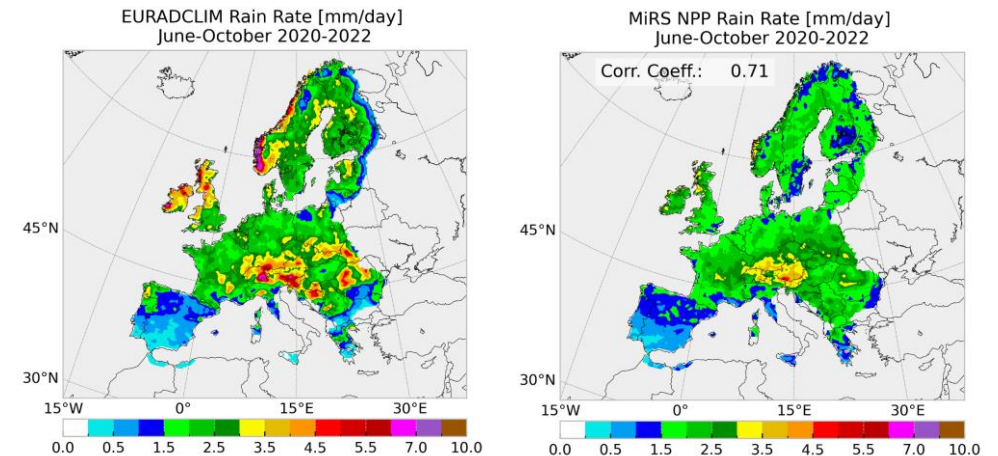 EURADCLIM Rain Rate [mm/day]
June-October 2020-2022
45°N
30°N
15°W 0° 15°E 30°E
0.0 0.5 1.5 2.5 3.5 4.5 5.5 7.0 10.0
MiRS NPP Rain Rate [mm/day]
June-October 2020-2022
Corr. Coeff.: 0.71
45°N
30°N
15°W 0° 15°E 30°E
0.0 0.5 1.5 2.5 3.5 4.5 5.5 7.0 10.0